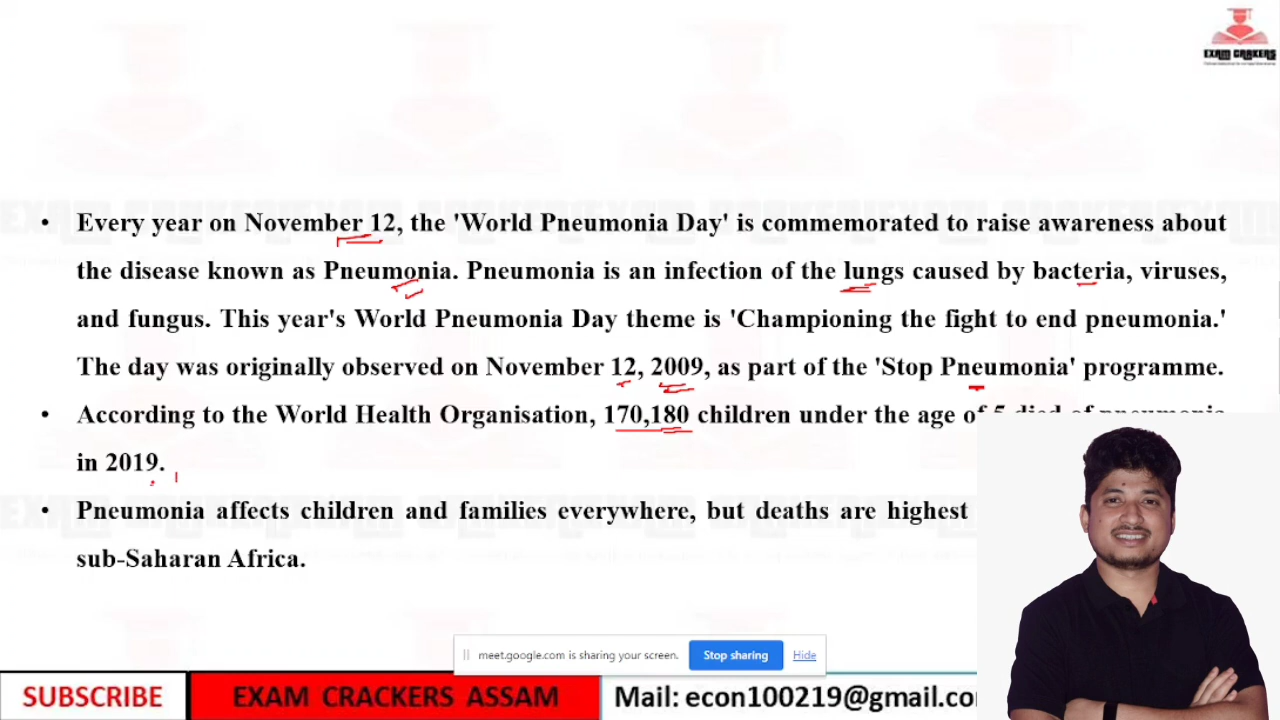 EXAM CRAKERS
• Every year on November 12, the 'World Pneumonia Day' is commemorated to raise awareness about
the disease known as Pneumonia. Pneumonia is an infection of the lungs caused by bacteria, viruses,
and fungus. This year's World Pneumonia Day theme is 'Championing the fight to end pneumonia.'
The day was originally observed on November 12, 2009, as part of the 'Stop Pneumonia' programme.
• According to the World Health Organisation, 170,180 children under the age of 5 died of pneumonia
in 2019.
• Pneumonia affects children and families everywhere, but deaths are highest
sub-Saharan Africa.
meet.google.com is sharing your screen. Stop sharing Hide
SUBSCRIBE EXAM CRACKERS ASSAM Mail: econ100219@gmail.co